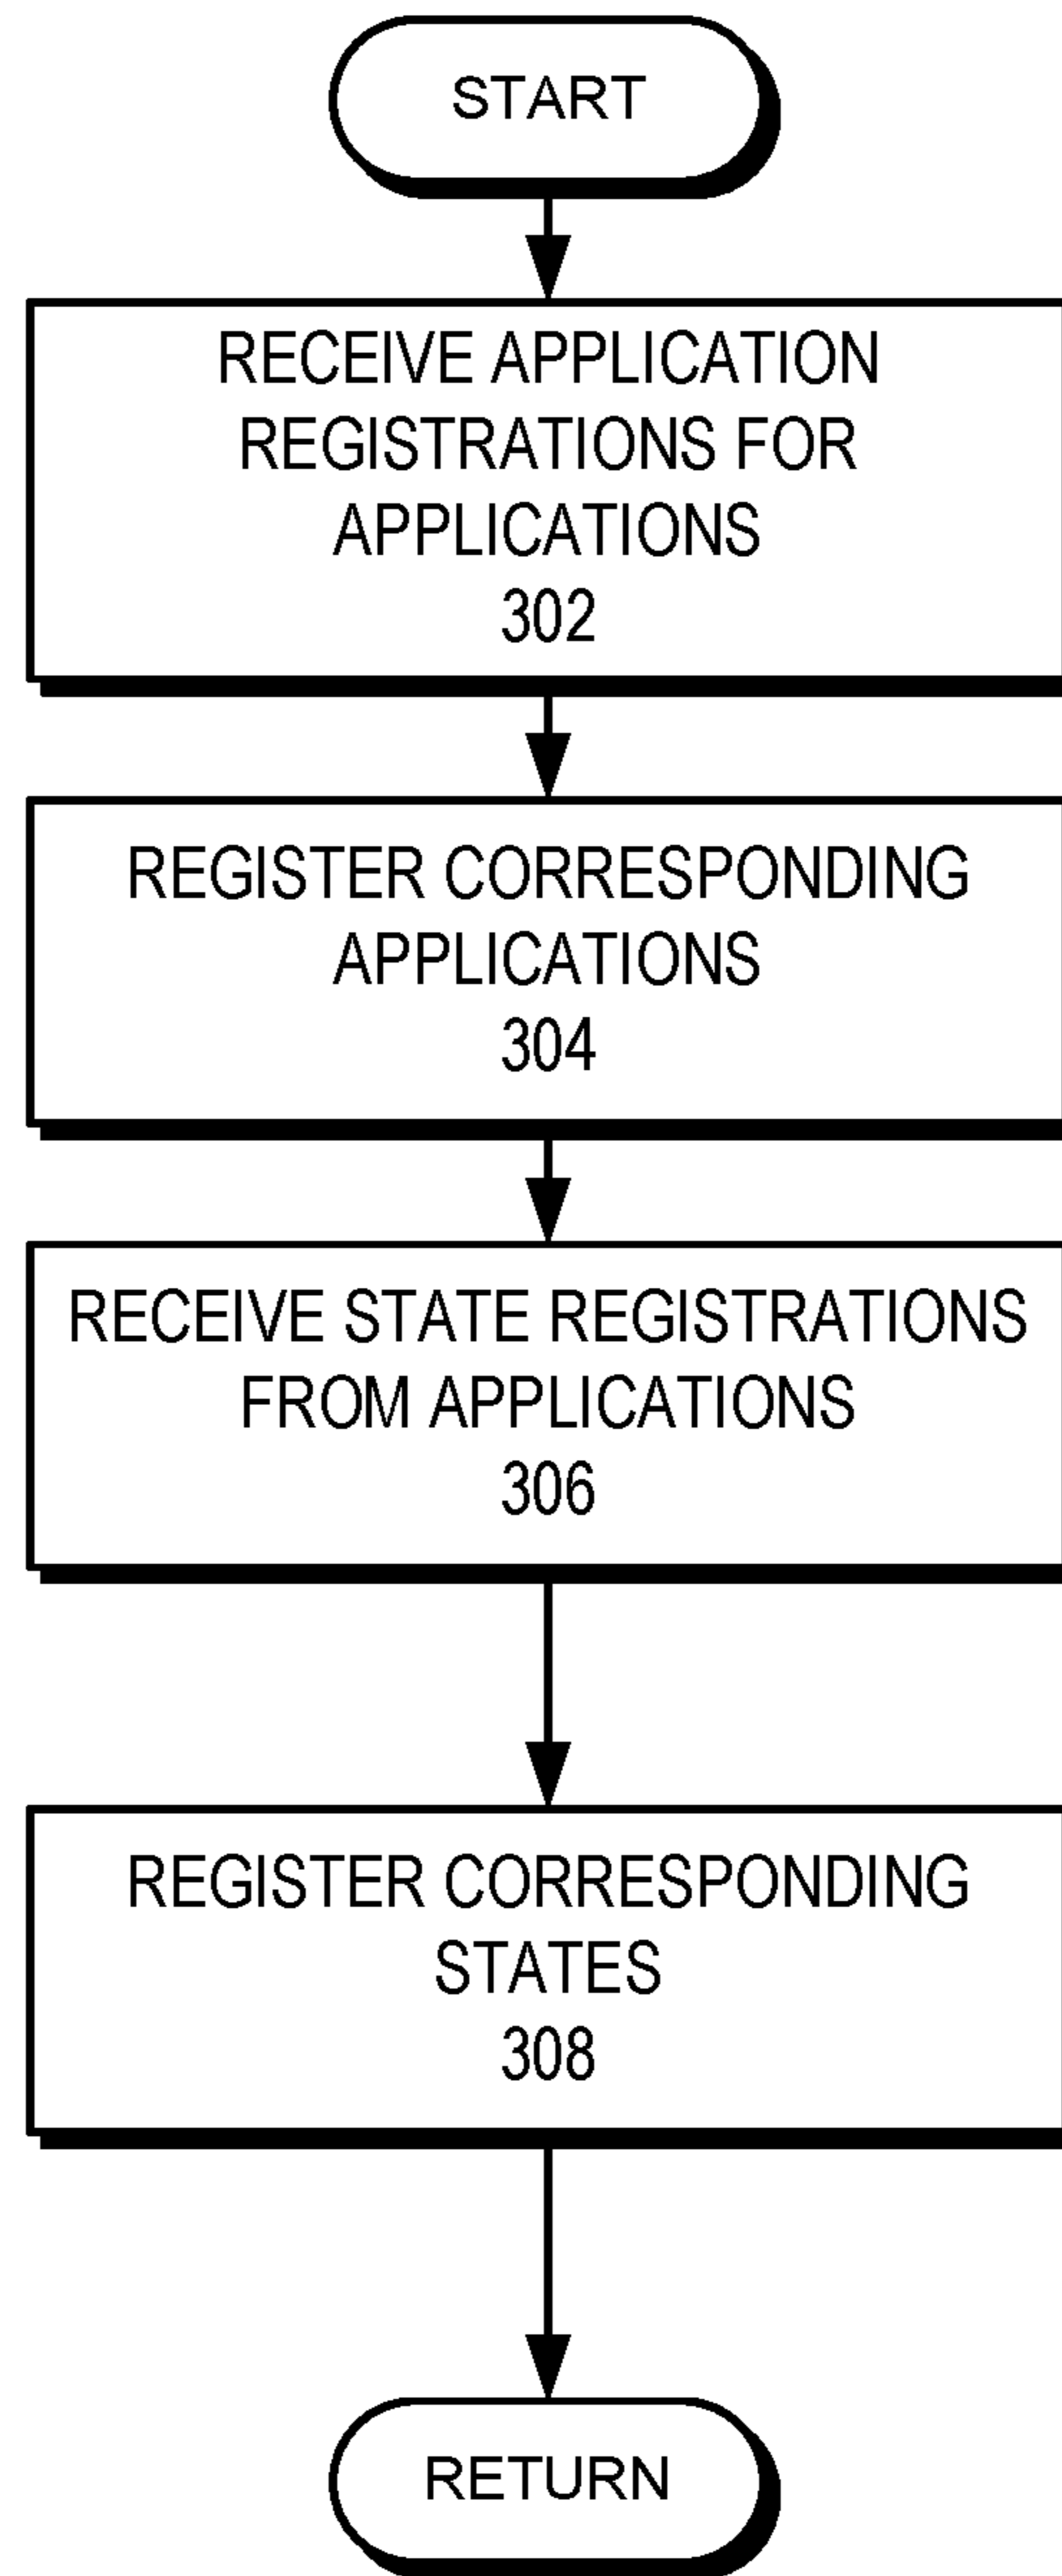 START
RECEIVE APPLICATION
REGISTRATIONS FOR
APPLICATIONS
302
REGISTER CORRESPONDING
APPLICATIONS
304
RECEIVE STATE REGISTRATIONS
FROM APPLICATIONS
306
REGISTER CORRESPONDING
STATES
308
RETURN